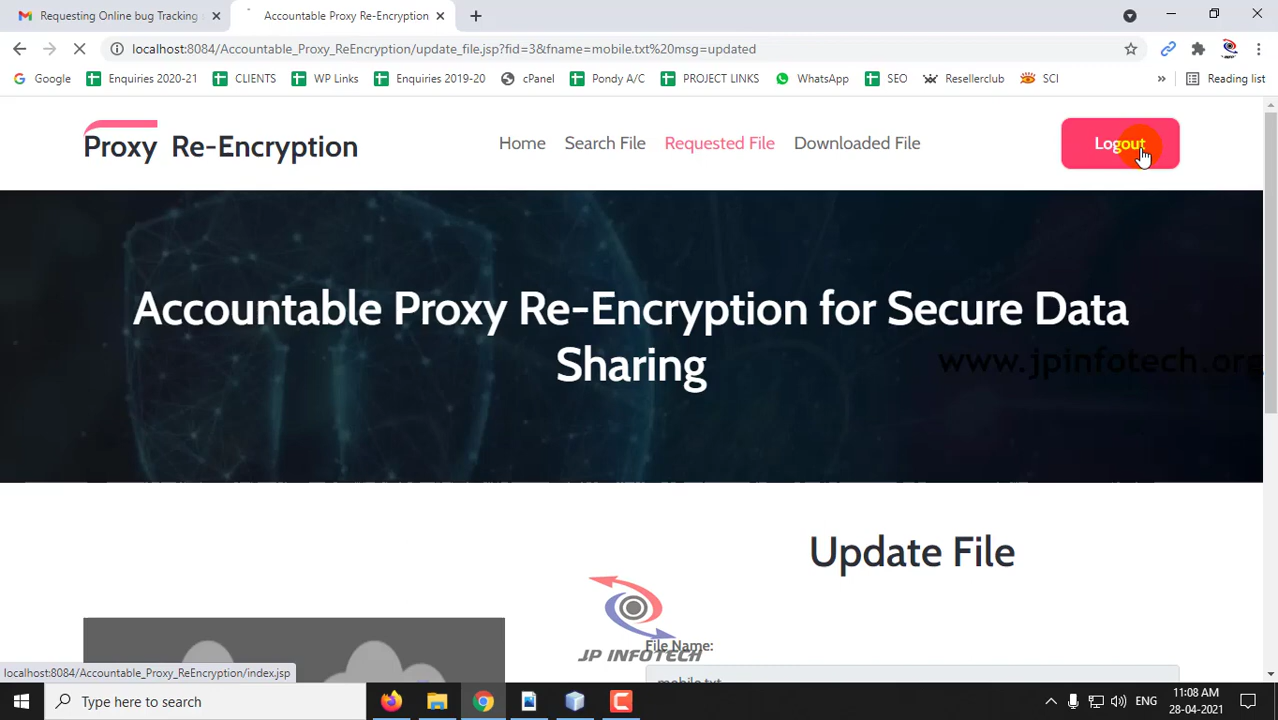 Requesting Online bug Tracking
Accountable Proxy Re-Encryption
localhost:8084/Accountable_Proxy_ReEncryption/update_file.jsp?fid=3&fname=mobile.txt%20msg=updated
Google Enquiries 2020-21 CLIENTS WP Links Enquiries 2019-20 cPanel Pondy A/C PROJECT LINKS WhatsApp SEO Resellerclub SCI » Reading list
Proxy Re-Encryption
Home Search File Requested File Downloaded File
Logout
Accountable Proxy Re-Encryption for Secure Data
Sharing
www.jpinfotech.org
Update File
File Name:
JP INFOTECH
mobile.txt
localhost:8084/Accountable_Proxy_ReEncryption/index.jsp
Type here to search
ENG
11:08 AM
28-04-2021